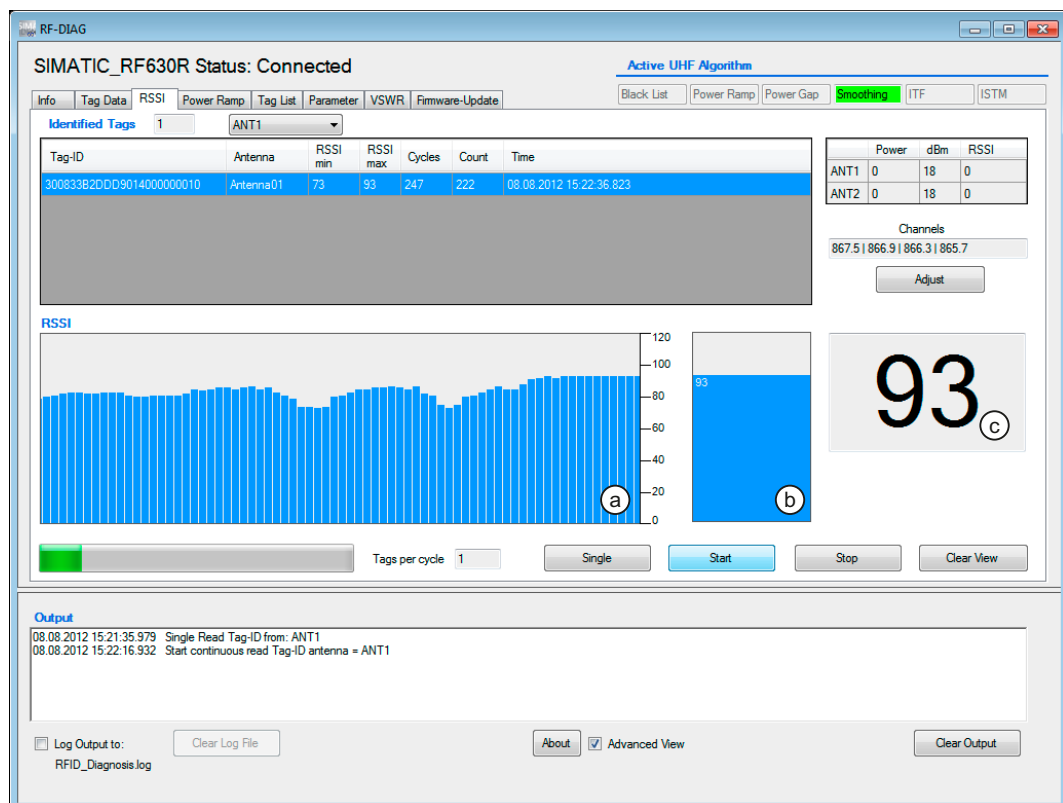 RF-DIAG
SIMATIC_RF630R Status: Connected
Active UHF Algorithm
Info Tag Data RSSI Power Ramp Tag List Parameter VSWR Firmware-Update
Black List Power Ramp Power Gap Smoothing ITF ISTM
Identified Tags 1 ANT1
Tag-ID Antenna RSSI min RSSI max Cycles Count Time
300833B2DDD9014000000010 Antenna01 73 93 247 222 08.08.2012 15:22:36.823
Power dBm RSSI
ANT1 0 18 0
ANT2 0 18 0
Channels
867.5 | 866.9 | 866.3 | 865.7
Adjust
RSSI
120
100
80
60
40
20
0
a
93
b
93
c
Tags per cycle 1 Single Start Stop Clear View
Output
08.08.2012 15:21:35.979 Single Read Tag-ID from: ANT1
08.08.2012 15:22:16.932 Start continuous read Tag-ID antenna = ANT1
Log Output to: Clear Log File About Advanced View Clear Output
RFID_Diagnosis.log